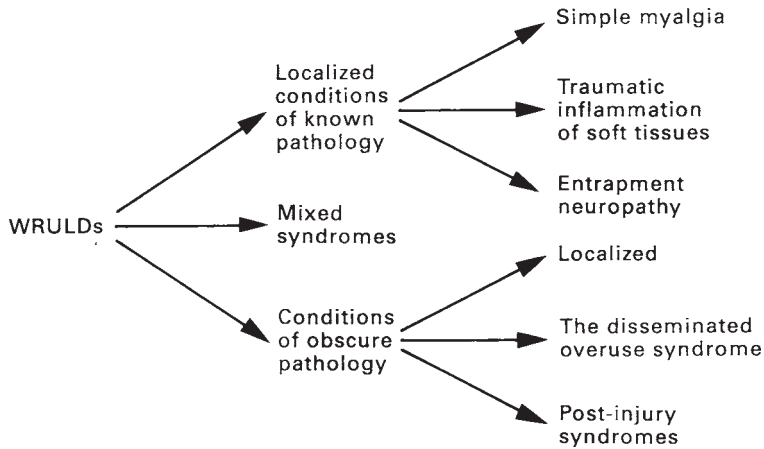 Simple myalgia
Localized
conditions
of known
pathology
Traumatic
inflammation
of soft tissues
Entrapment
neuropathy
WRULDs
Mixed
syndromes
Localized
Conditions
of obscure
pathology
The disseminated
overuse syndrome
Post-injury
syndromes